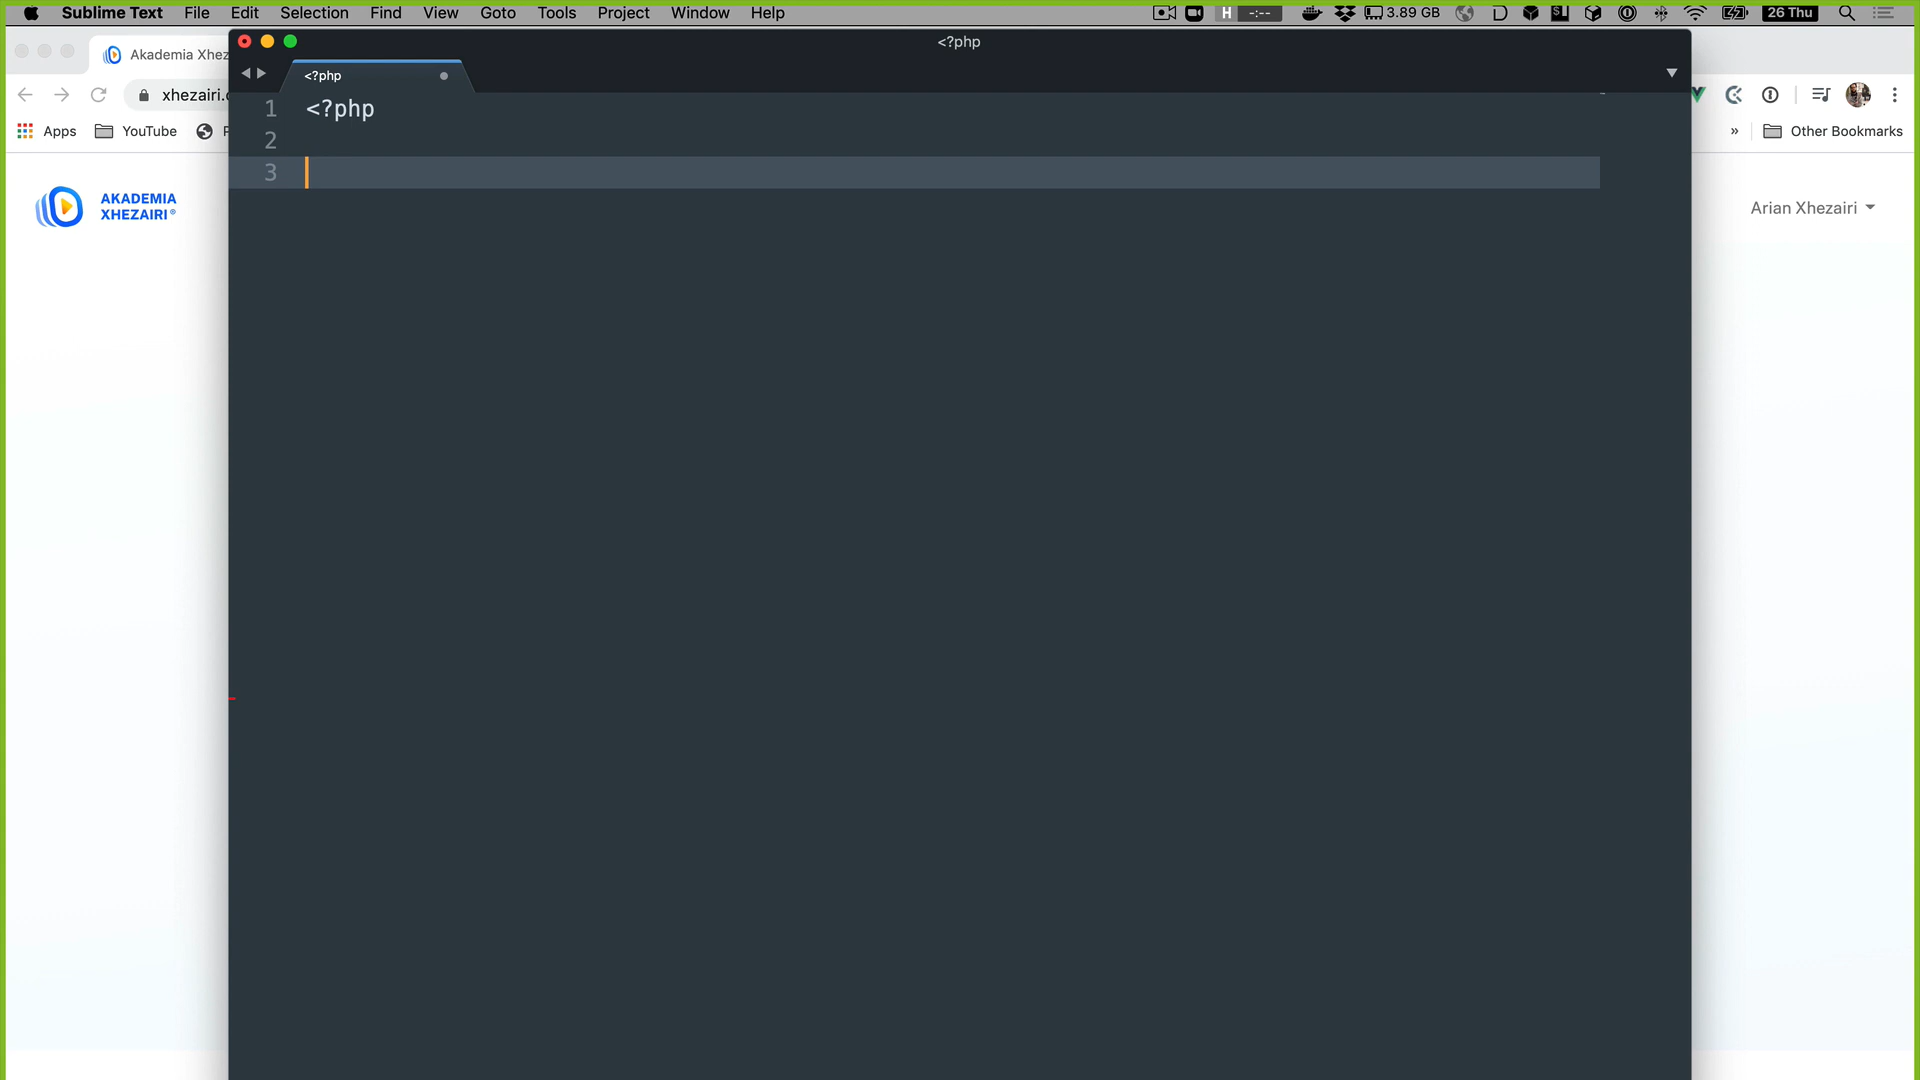 Sublime Text File Edit Selection Find View Goto Tools Project Window Help H -:-- 3.89 GB 26 Thu
<?php
Akademia Xhez
<?php
xhezairi.
1 <?php
Apps YouTube » Other Bookmarks
2
3
AKADEMIA
XHEZAIRI®
Arian Xhezairi